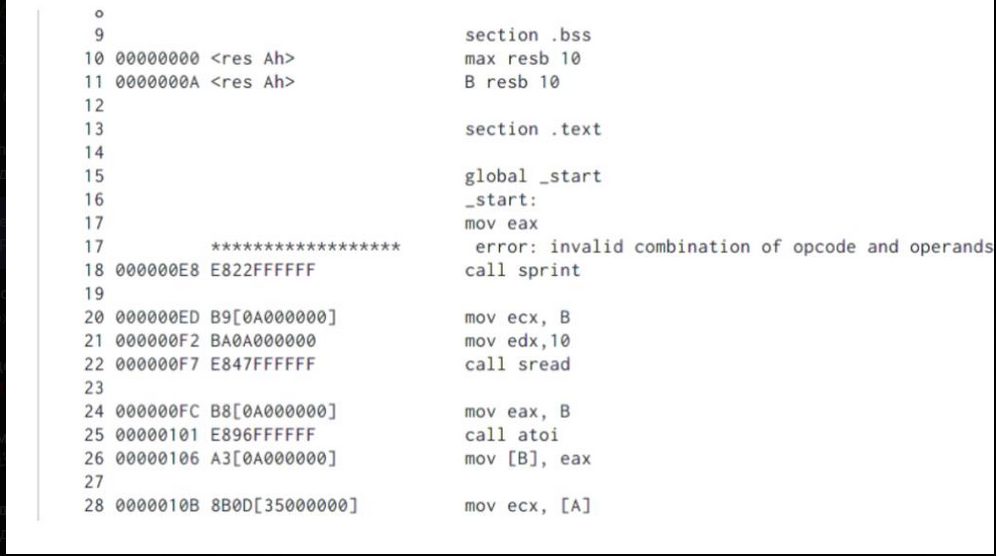 9 section .bss
10 00000000 <res Ah> max resb 10
11 0000000A <res Ah> B resb 10
12
13 section .text
14
15 global _start
16 _start:
17 mov eax
17 ****************** error: invalid combination of opcode and operands
18 000000E8 E822FFFFFF call sprint
19
20 000000ED B9[0A000000] mov ecx, B
21 000000F2 BA0A000000 mov edx,10
22 000000F7 E847FFFFFF call sread
23
24 000000FC B8[0A000000] mov eax, B
25 00000101 E896FFFFFF call atoi
26 00000106 A3[0A000000] mov [B], eax
27
28 0000010B 8B0D[35000000] mov ecx, [A]